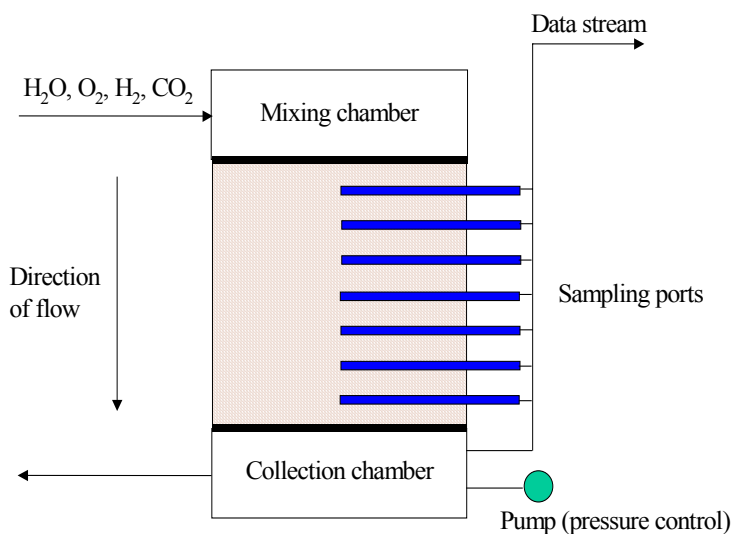 Data stream
H₂O, O₂, H₂, CO₂
Mixing chamber
Direction
of flow
Sampling ports
Collection chamber
Pump (pressure control)